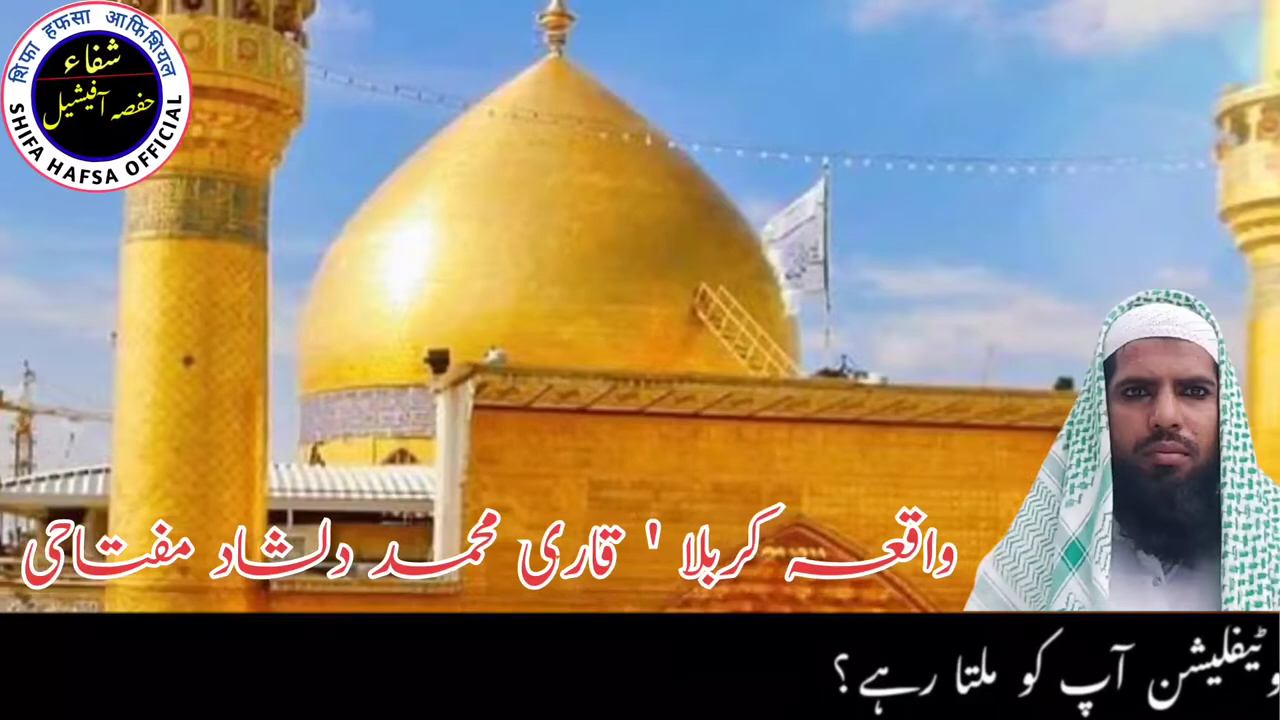 शिफा हफसा आफिशियल
شفاء
حفصہ آفیشیل
SHIFA HAFSA OFFICIAL
واقعہ کربلا ' قاری محمد دلشاد مفتاحی
وٹیفلیشن آپ کو ملتا رہے ؟